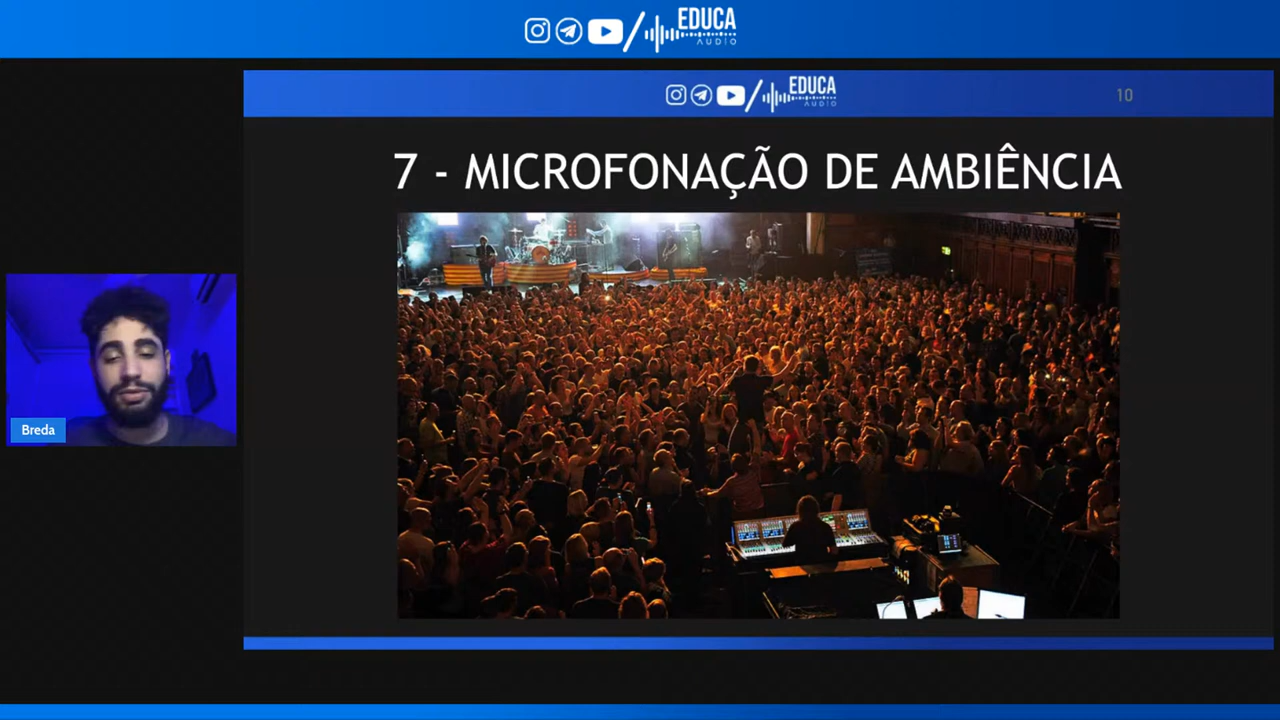 EDUCA
AUDIO
EDUCA
AUDIO
10
7 - MICROFONAÇÃO DE AMBIÊNCIA
Breda